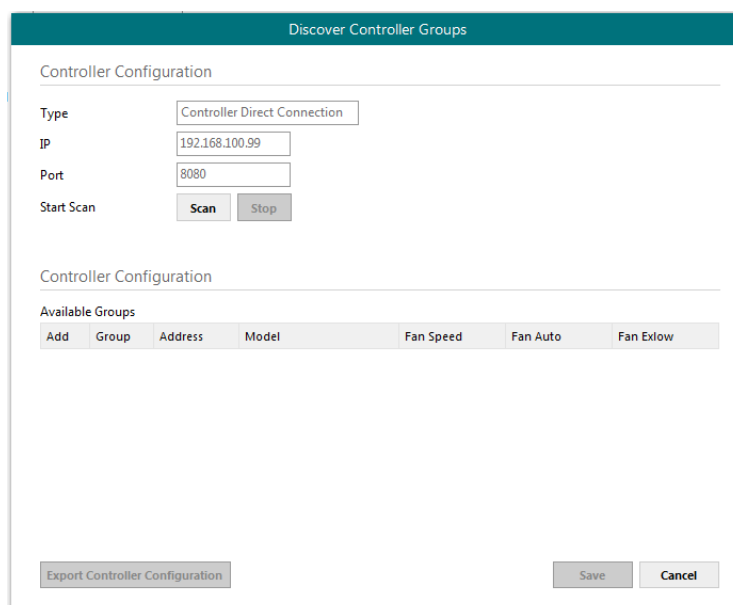 Discover Controller Groups
Controller Configuration
Type Controller Direct Connection
IP 192.168.100.99
Port 8080
Start Scan Scan Stop
Controller Configuration
Available Groups
Add Group Address Model Fan Speed Fan Auto Fan Exlow
Export Controller Configuration Save Cancel